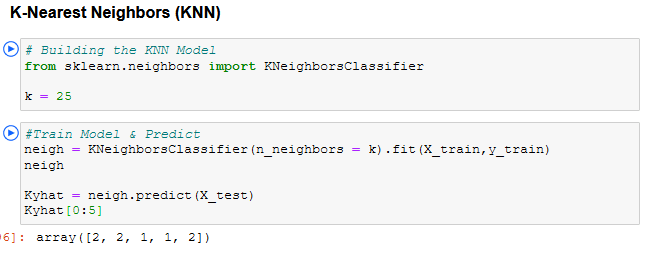 K-Nearest Neighbors (KNN)
# Building the KNN Model
from sklearn.neighbors import KNeighborsClassifier
k = 25
#Train Model & Predict
neigh = KNeighborsClassifier(n_neighbors = k).fit(X_train,y_train)
neigh
Kyhat = neigh.predict(X_test)
Kyhat[0:5]
6]: array([2, 2, 1, 1, 2])